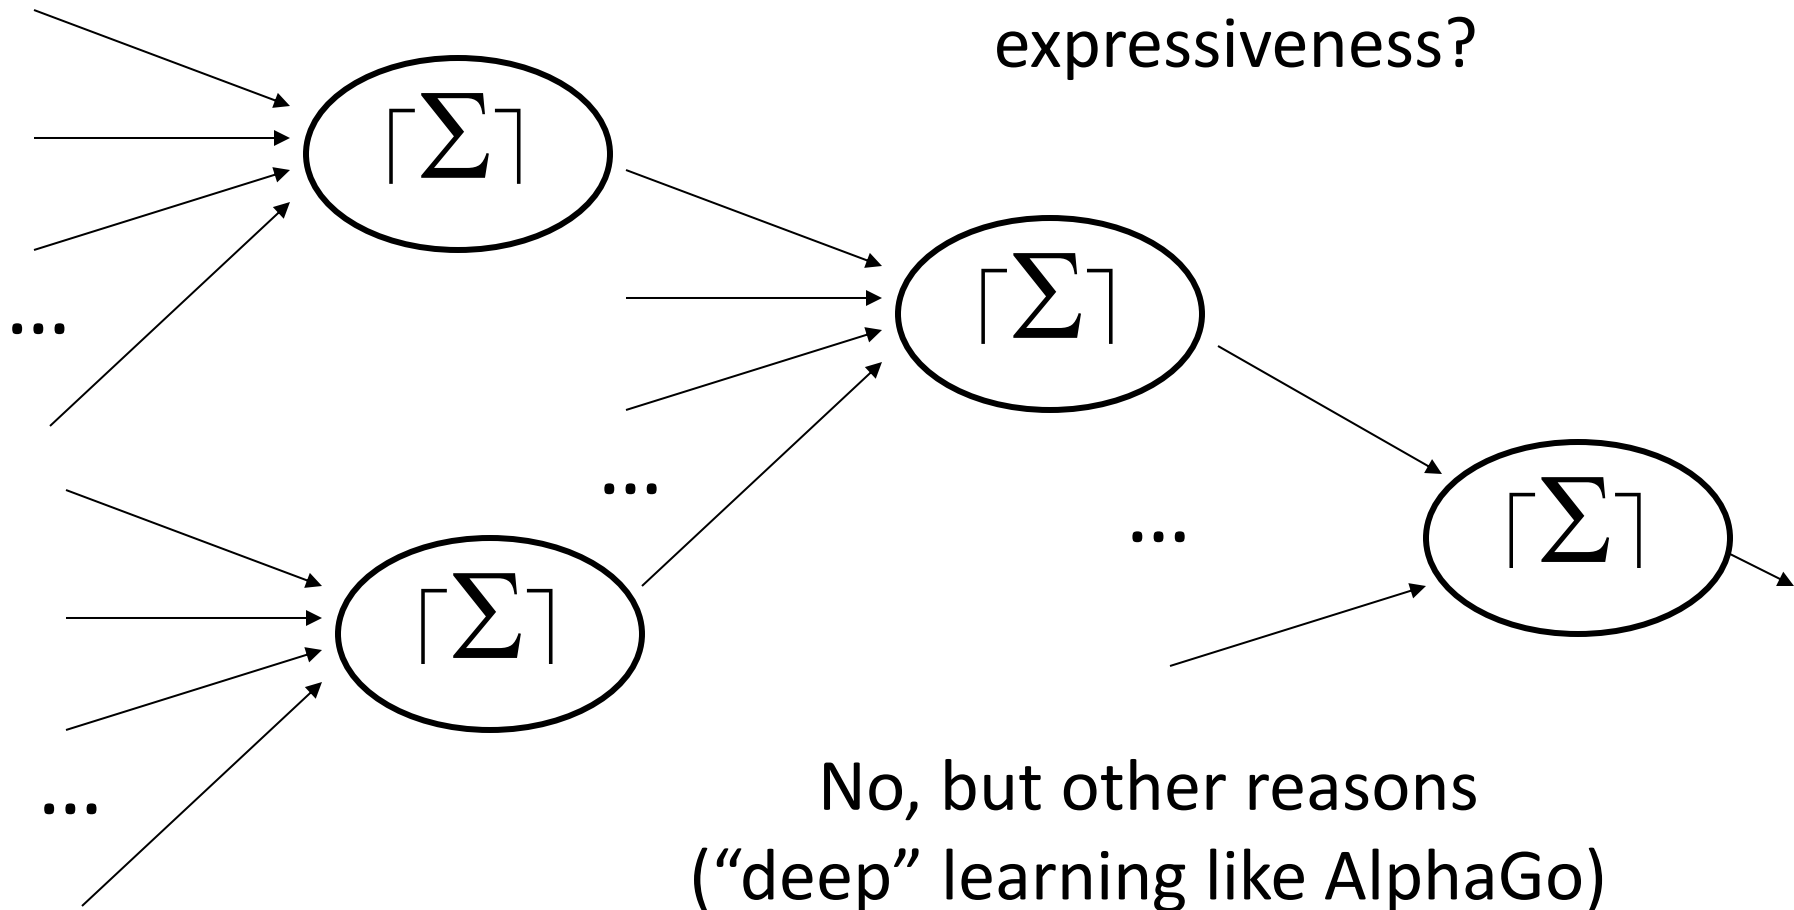 expressiveness?
⌈Σ⌉
⌈Σ⌉
⌈Σ⌉
...
...
...
⌈Σ⌉
No, but other reasons
...
(“deep” learning like AlphaGo)